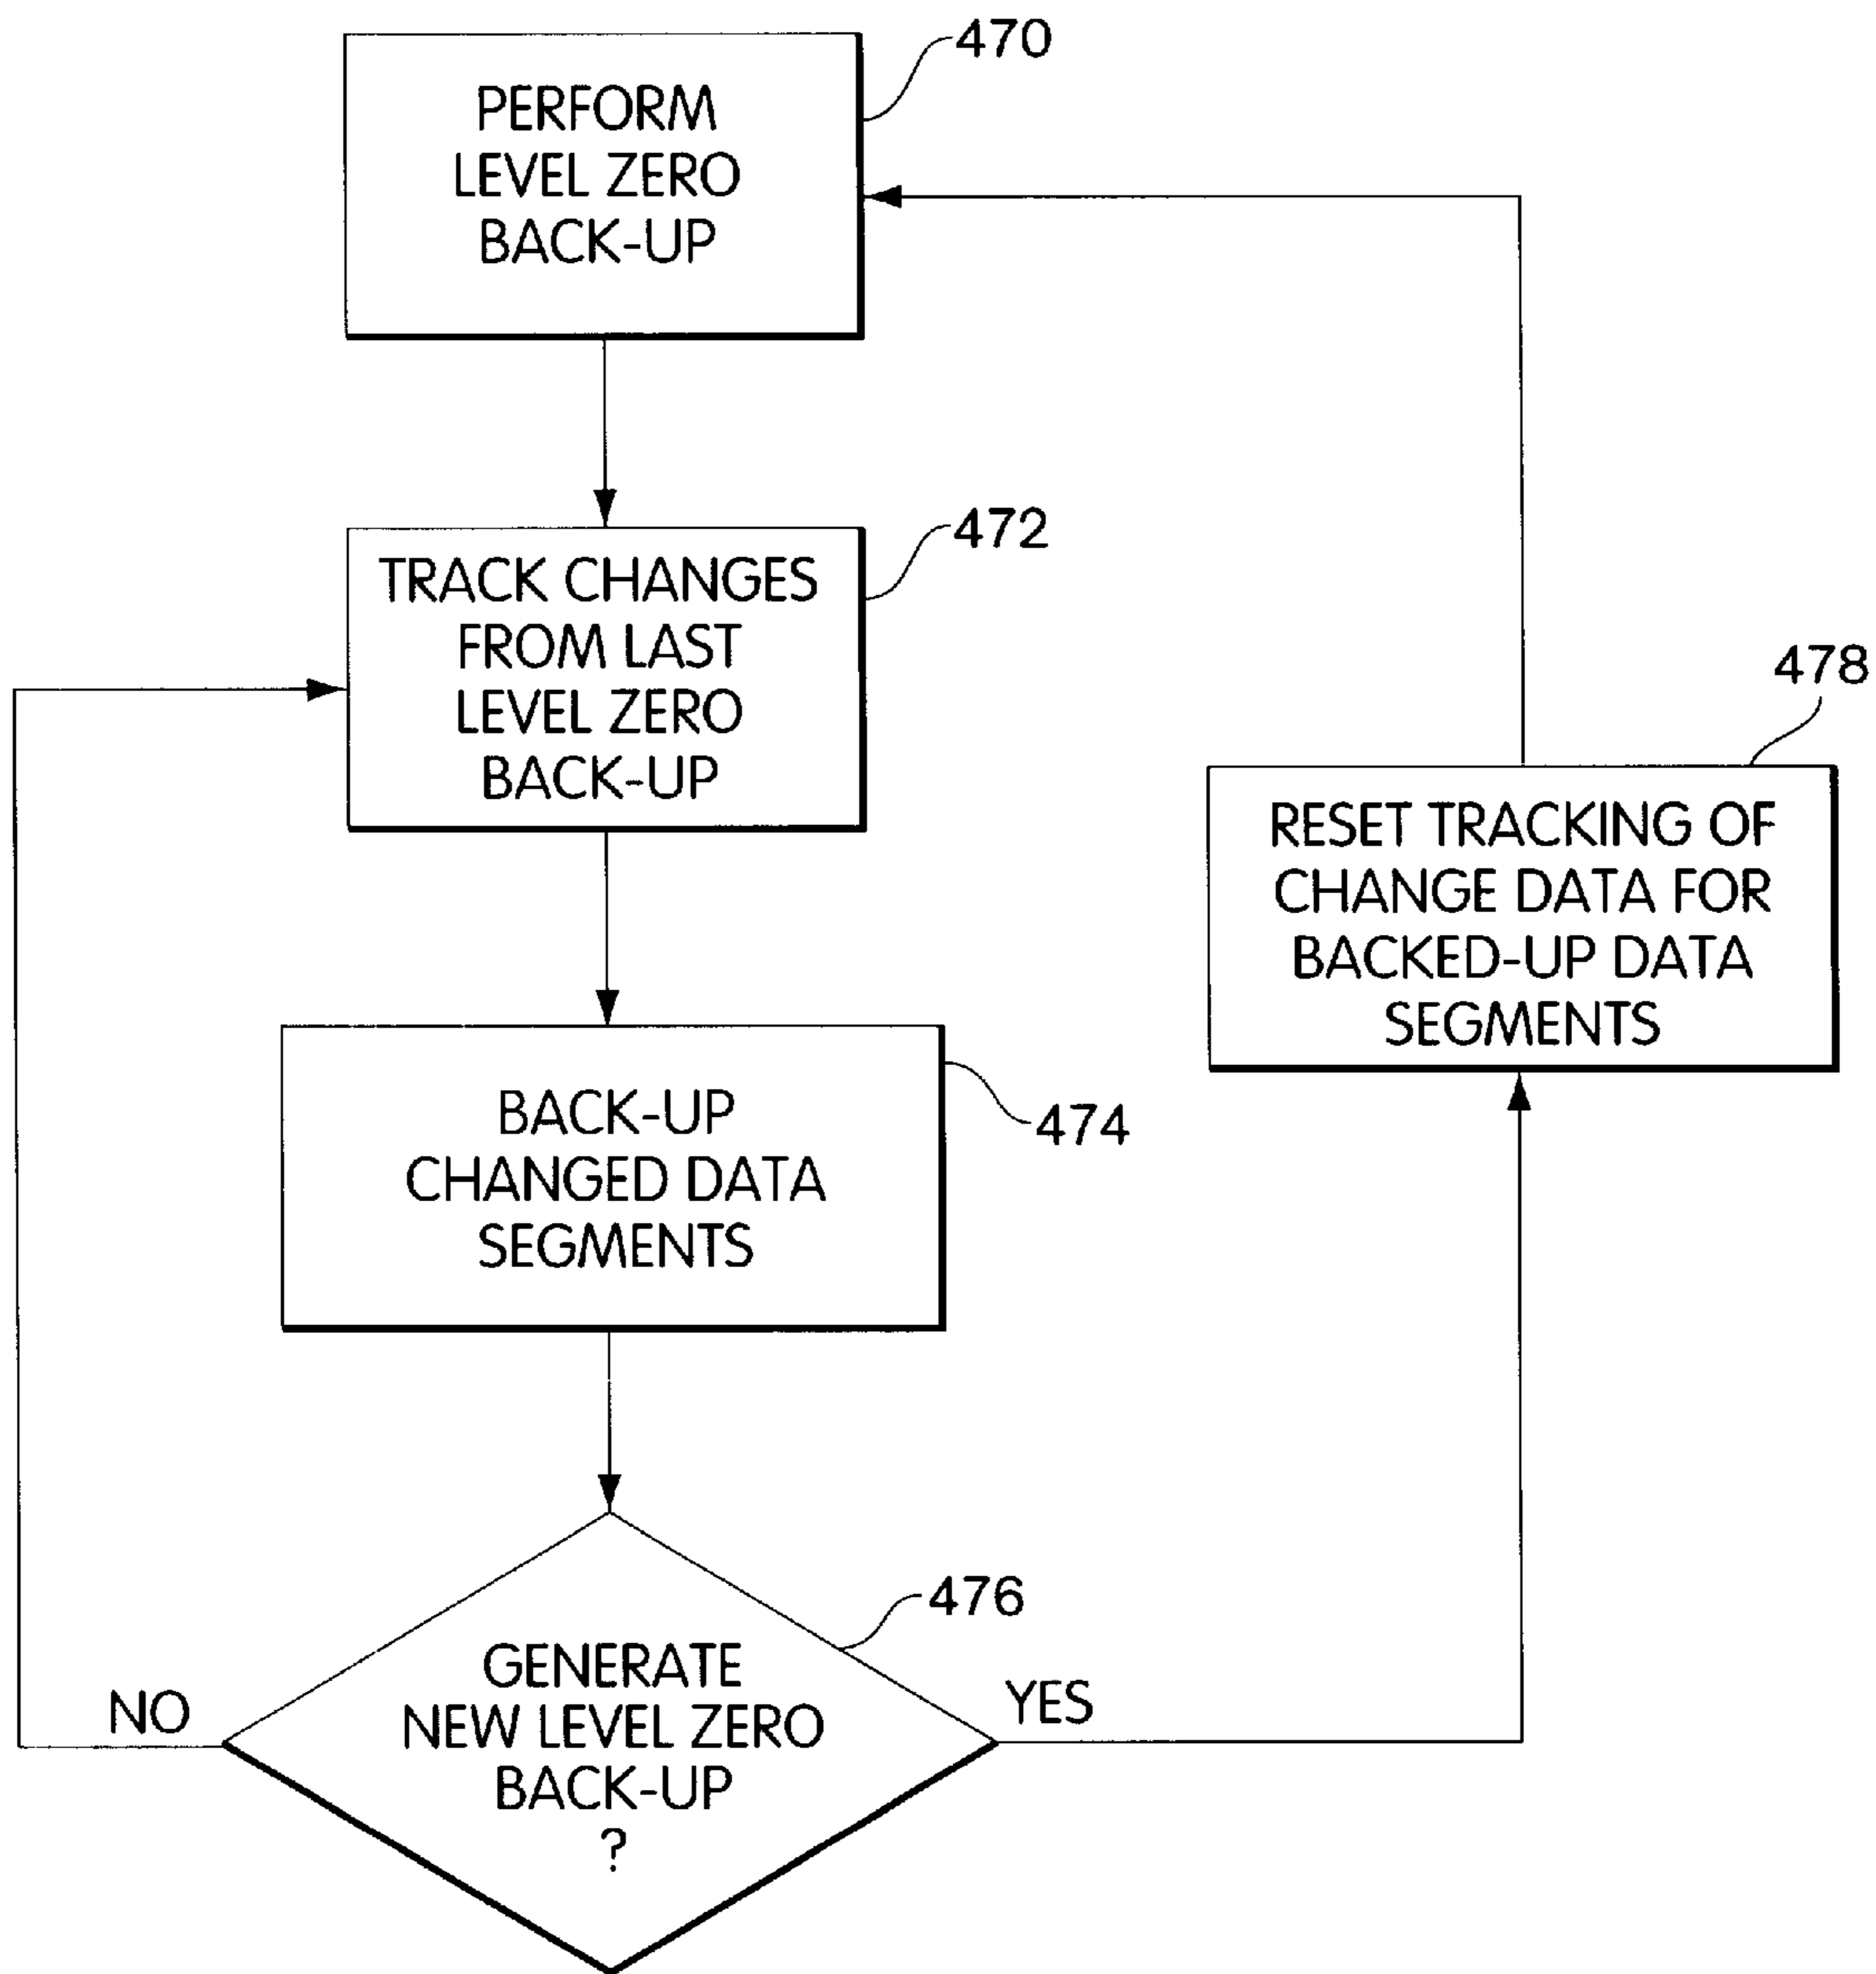 470
PERFORM
LEVEL ZERO
BACK-UP
472
TRACK CHANGES
FROM LAST
LEVEL ZERO
BACK-UP
478
RESET TRACKING OF
CHANGE DATA FOR
BACKED-UP DATA
SEGMENTS
474
BACK-UP
CHANGED DATA
SEGMENTS
476
GENERATE
NEW LEVEL ZERO
BACK-UP
?
NO
YES